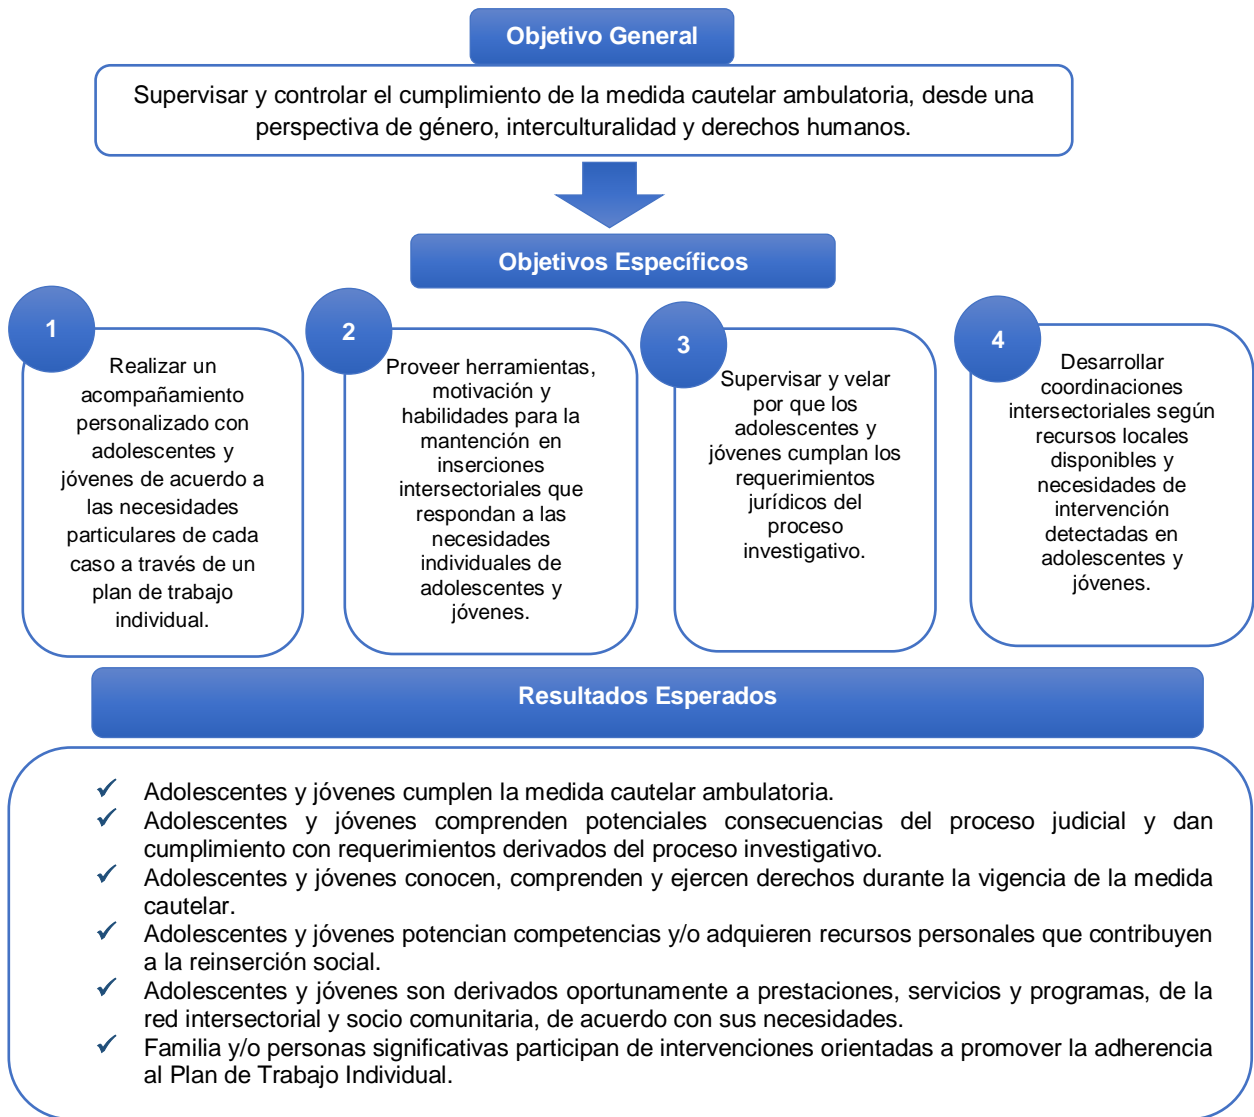 Objetivo General
Supervisar y controlar el cumplimiento de la medida cautelar ambulatoria, desde una
perspectiva de género, interculturalidad y derechos humanos.
Objetivos Específicos
1
Realizar un
acompañamiento
personalizado con
adolescentes y
jóvenes de acuerdo a
las necesidades
particulares de cada
caso a través de un
plan de trabajo
individual.
2
Proveer herramientas,
motivación y
habilidades para la
mantención en
inserciones
intersectoriales que
respondan a las
necesidades
individuales de
adolescentes y
jóvenes.
3
Supervisar y velar
por que los
adolescentes y
jóvenes cumplan los
requerimientos
jurídicos del
proceso
investigativo.
4
Desarrollar
coordinaciones
intersectoriales según
recursos locales
disponibles y
necesidades de
intervención
detectadas en
adolescentes y
jóvenes.
Resultados Esperados
✓ Adolescentes y jóvenes cumplen la medida cautelar ambulatoria.
✓ Adolescentes y jóvenes comprenden potenciales consecuencias del proceso judicial y dan
cumplimiento con requerimientos derivados del proceso investigativo.
✓ Adolescentes y jóvenes conocen, comprenden y ejercen derechos durante la vigencia de la medida
cautelar.
✓ Adolescentes y jóvenes potencian competencias y/o adquieren recursos personales que contribuyen
a la reinserción social.
✓ Adolescentes y jóvenes son derivados oportunamente a prestaciones, servicios y programas, de la
red intersectorial y socio comunitaria, de acuerdo con sus necesidades.
✓ Familia y/o personas significativas participan de intervenciones orientadas a promover la adherencia
al Plan de Trabajo Individual.